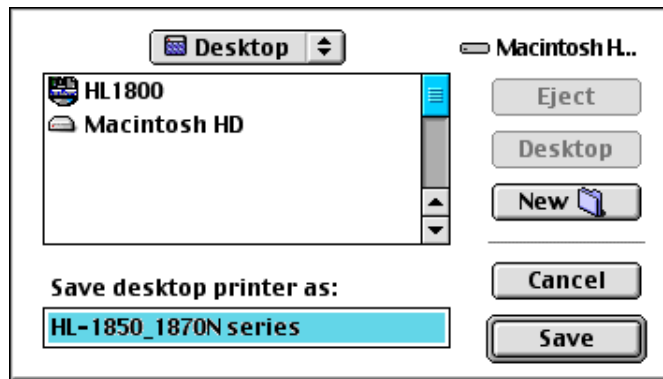 Desktop
Macintosh H...
HL1800
Macintosh HD
Eject
Desktop
New
Save desktop printer as:
HL-1850_1870N series
Cancel
Save